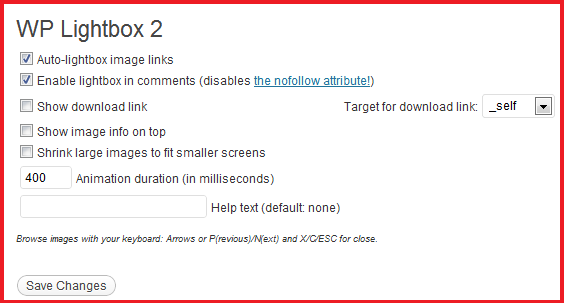 WP Lightbox 2
Auto-lightbox image links
Enable lightbox in comments (disables the nofollow attribute!)
Show download link Target for download link: _self
Show image info on top
Shrink large images to fit smaller screens
400 Animation duration (in milliseconds)
Help text (default: none)
Browse images with your keyboard: Arrows or P(revious)/N(ext) and X/C/ESC for close.
Save Changes